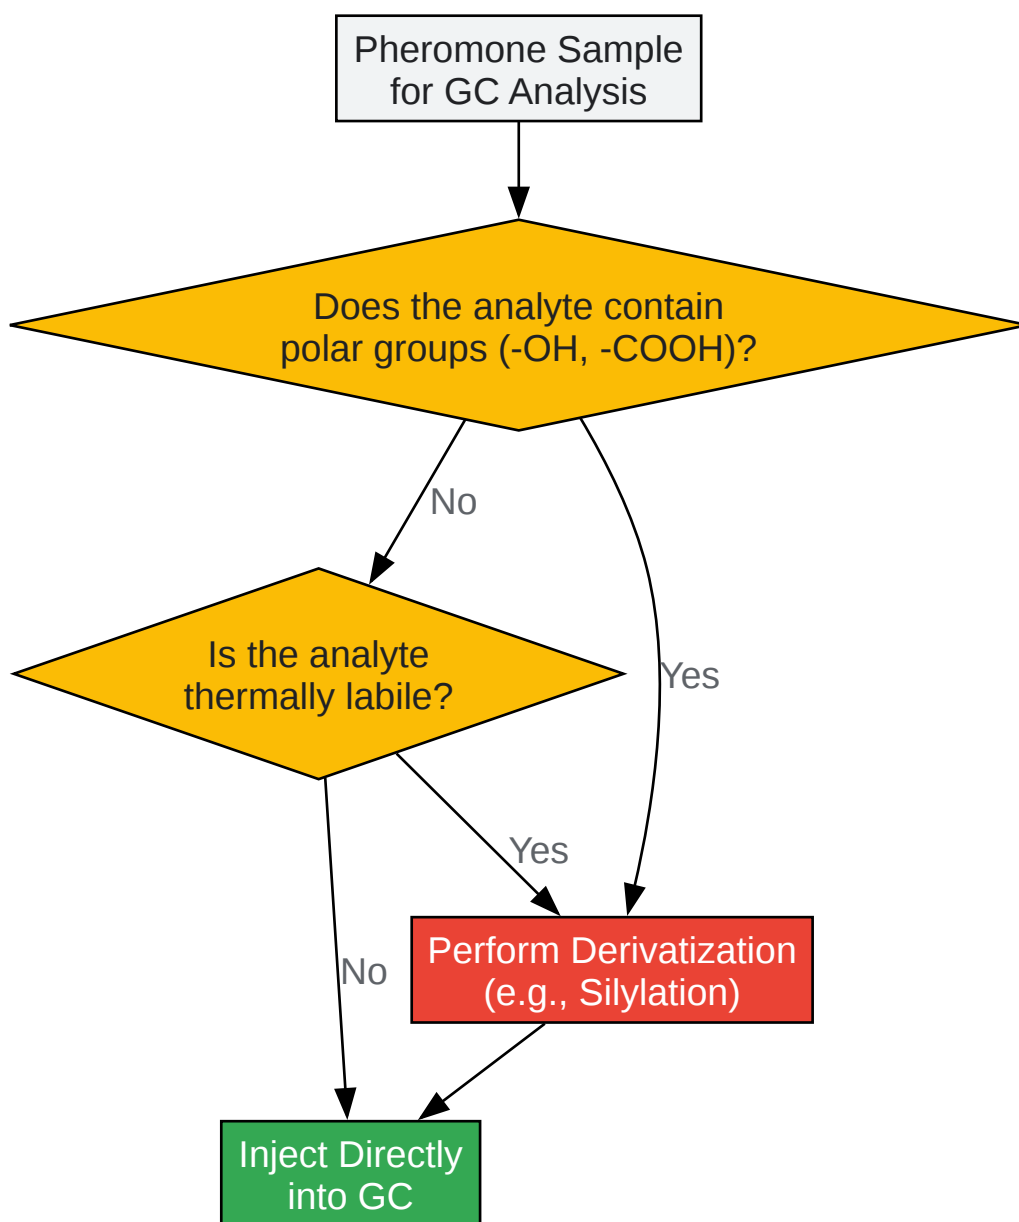 Pheromone Sample
for GC Analysis
Does the analyte contain
polar groups (-OH, -COOH)?
No
Is the analyte
thermally labile?
Yes
Yes
Perform Derivatization
(e.g., Silylation)
No
Inject Directly
into GC